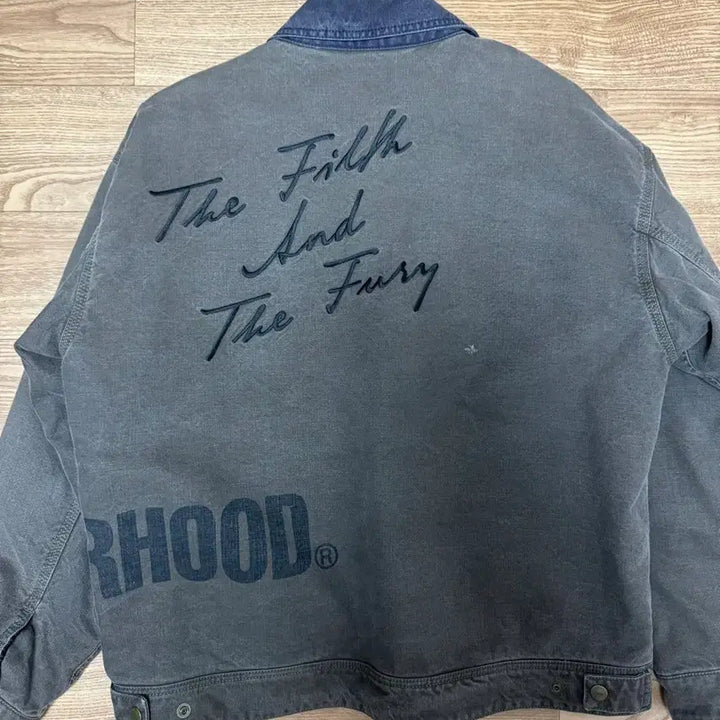 The Filth
And
The Fury
RHOOD®